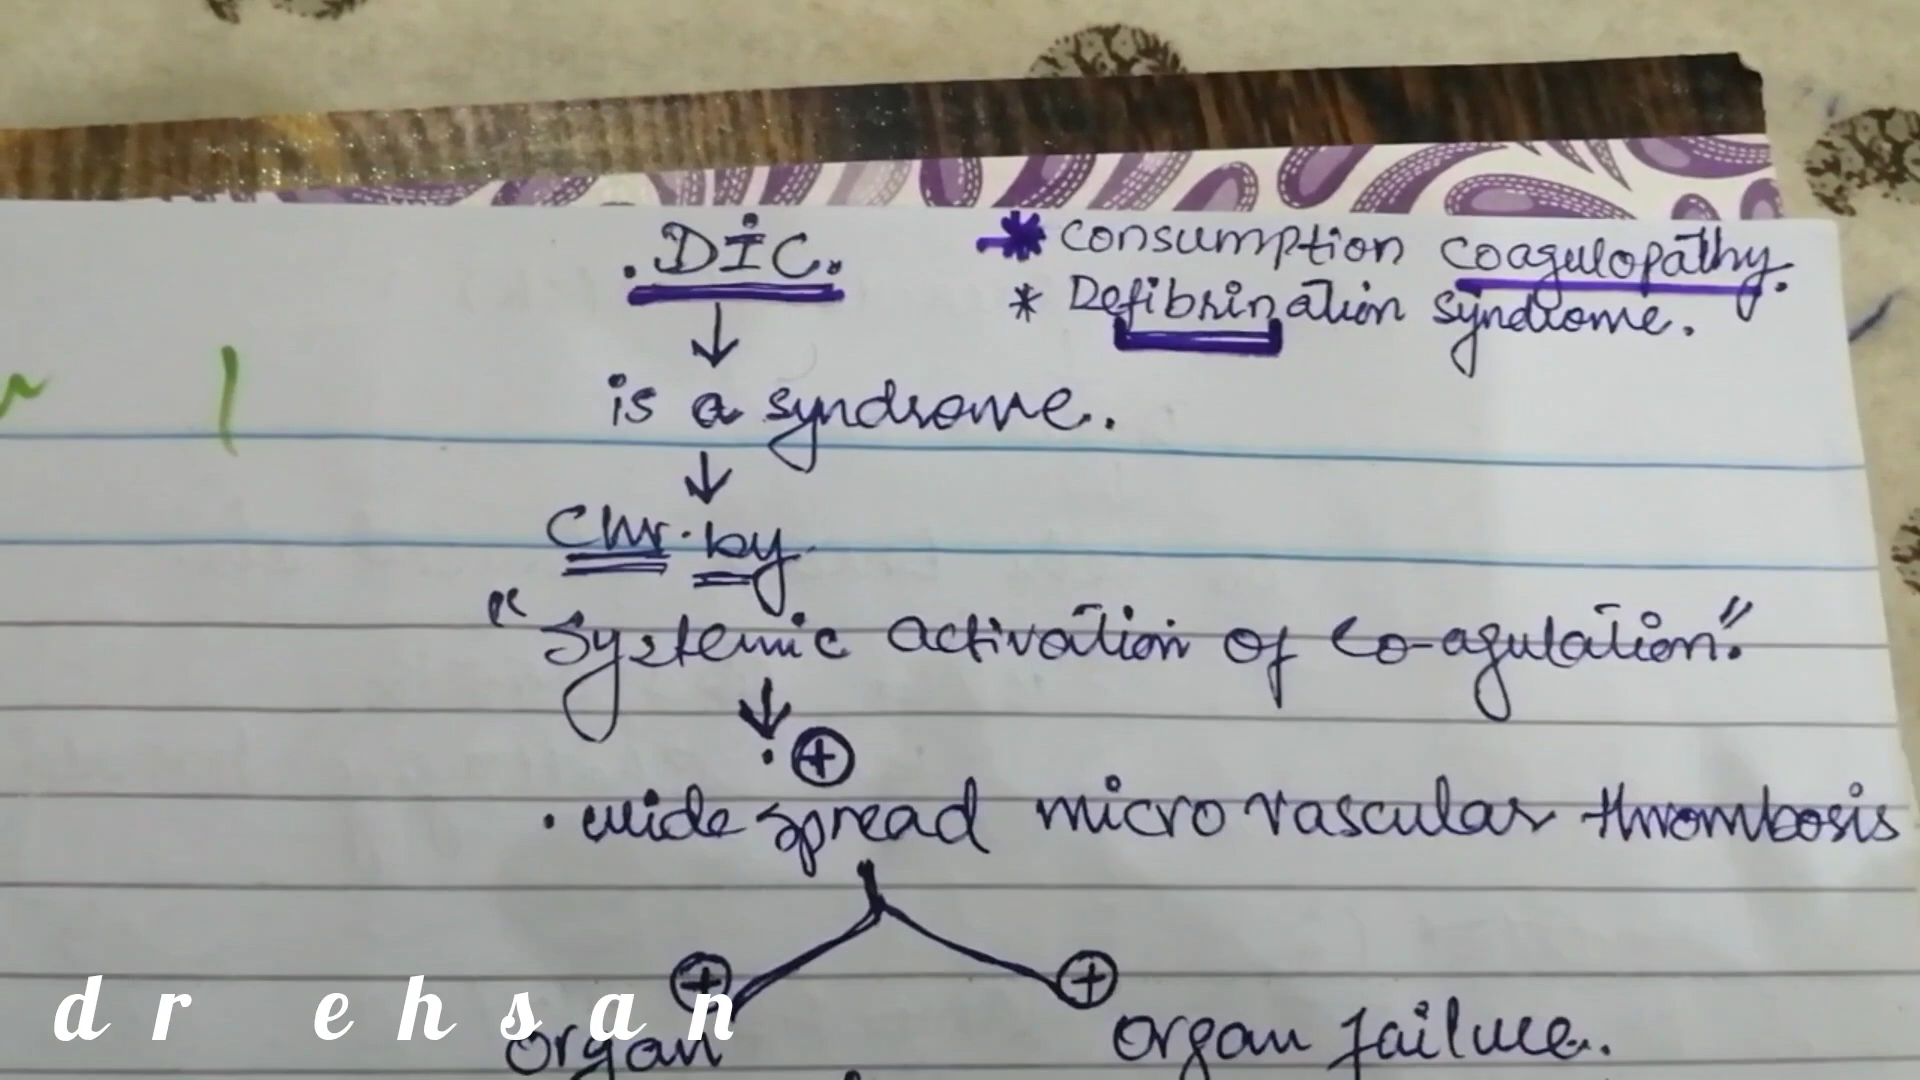 .DIC.
* Consumption Coagulopathy.
* Defibrination Syndrome.
is a syndrome.
Chr. by
"Systemic activation of Co-agulation."
+
. wide spread micro vascular thrombosis
+ +
organ organ failure.
dr ehsan